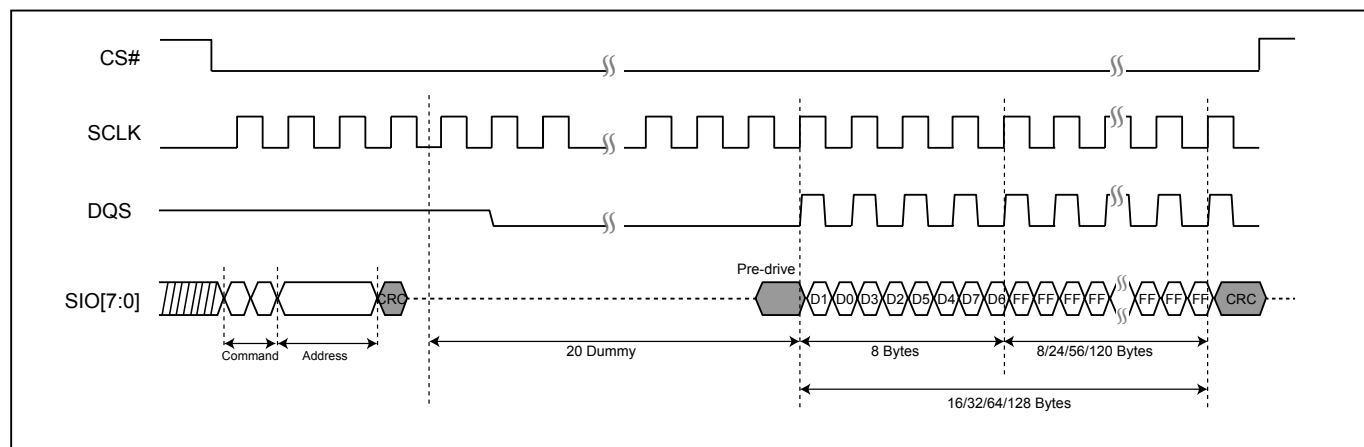 CS#
SCLK
DQS
Pre-drive
SIO[7:0]
CRC
D1 D0 D3 D2 D5 D4 D7 D6 FF FF FF FF FF FF FF CRC
Command
Address
20 Dummy
8 Bytes
8/24/56/120 Bytes
16/32/64/128 Bytes